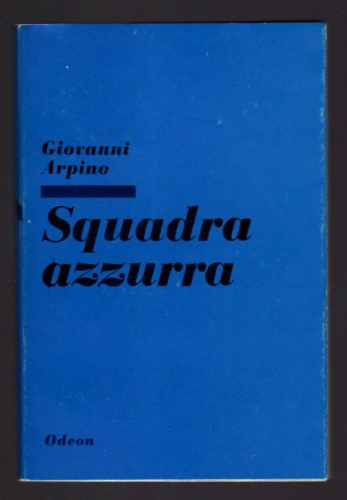 Giovanni
Arpino
Squadra
azzurra
Odeon